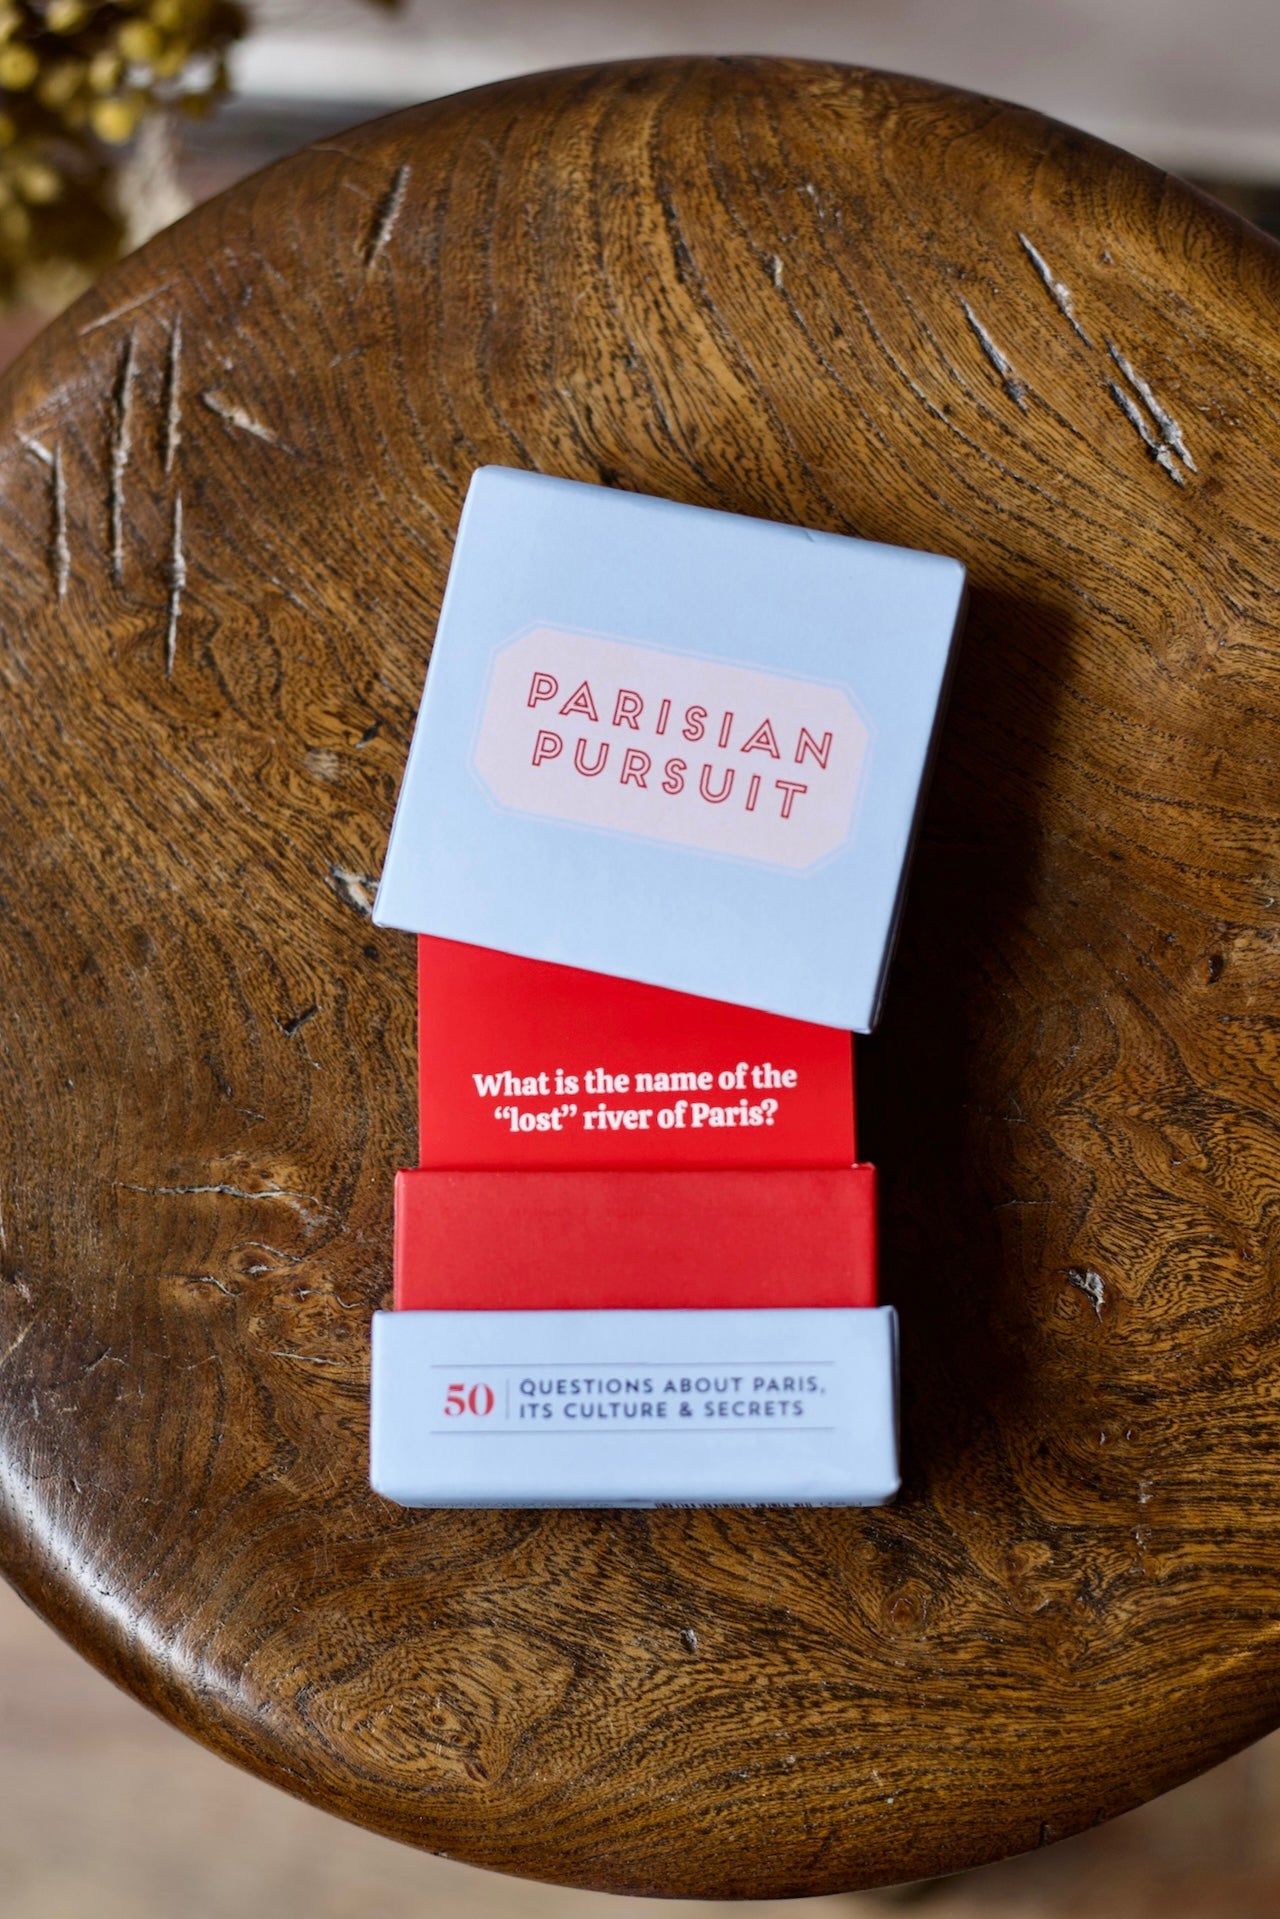 PARISIAN
PURSUIT
What is the name of the
“lost” river of Paris?
50 QUESTIONS ABOUT PARIS,
ITS CULTURE & SECRETS